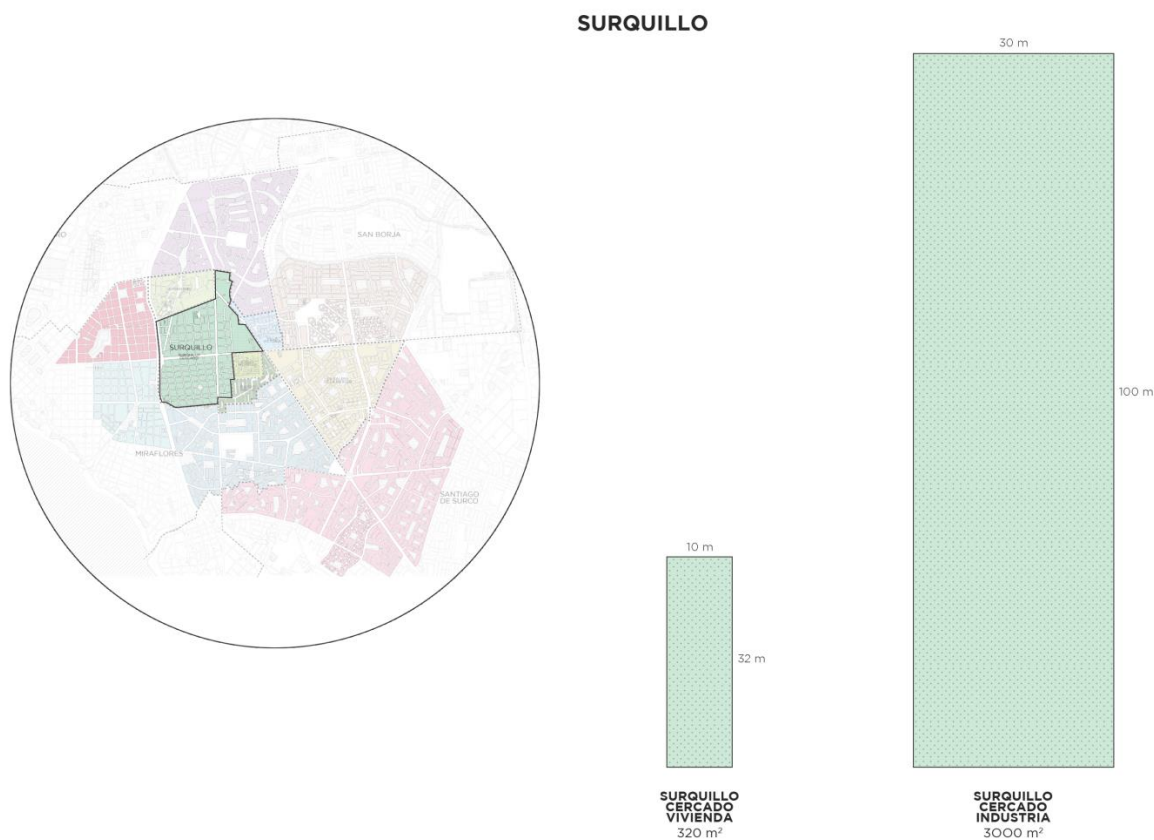 SURQUILLO
30 m
SAN BORJA
SURQUILLO
100 m
MIRAFLORES
SANTIAGO
DE SURCO
10 m
32 m
SURQUILLO
CERCADO
VIVIENDA
320 m²
SURQUILLO
CERCADO
INDUSTRIA
3000 m²